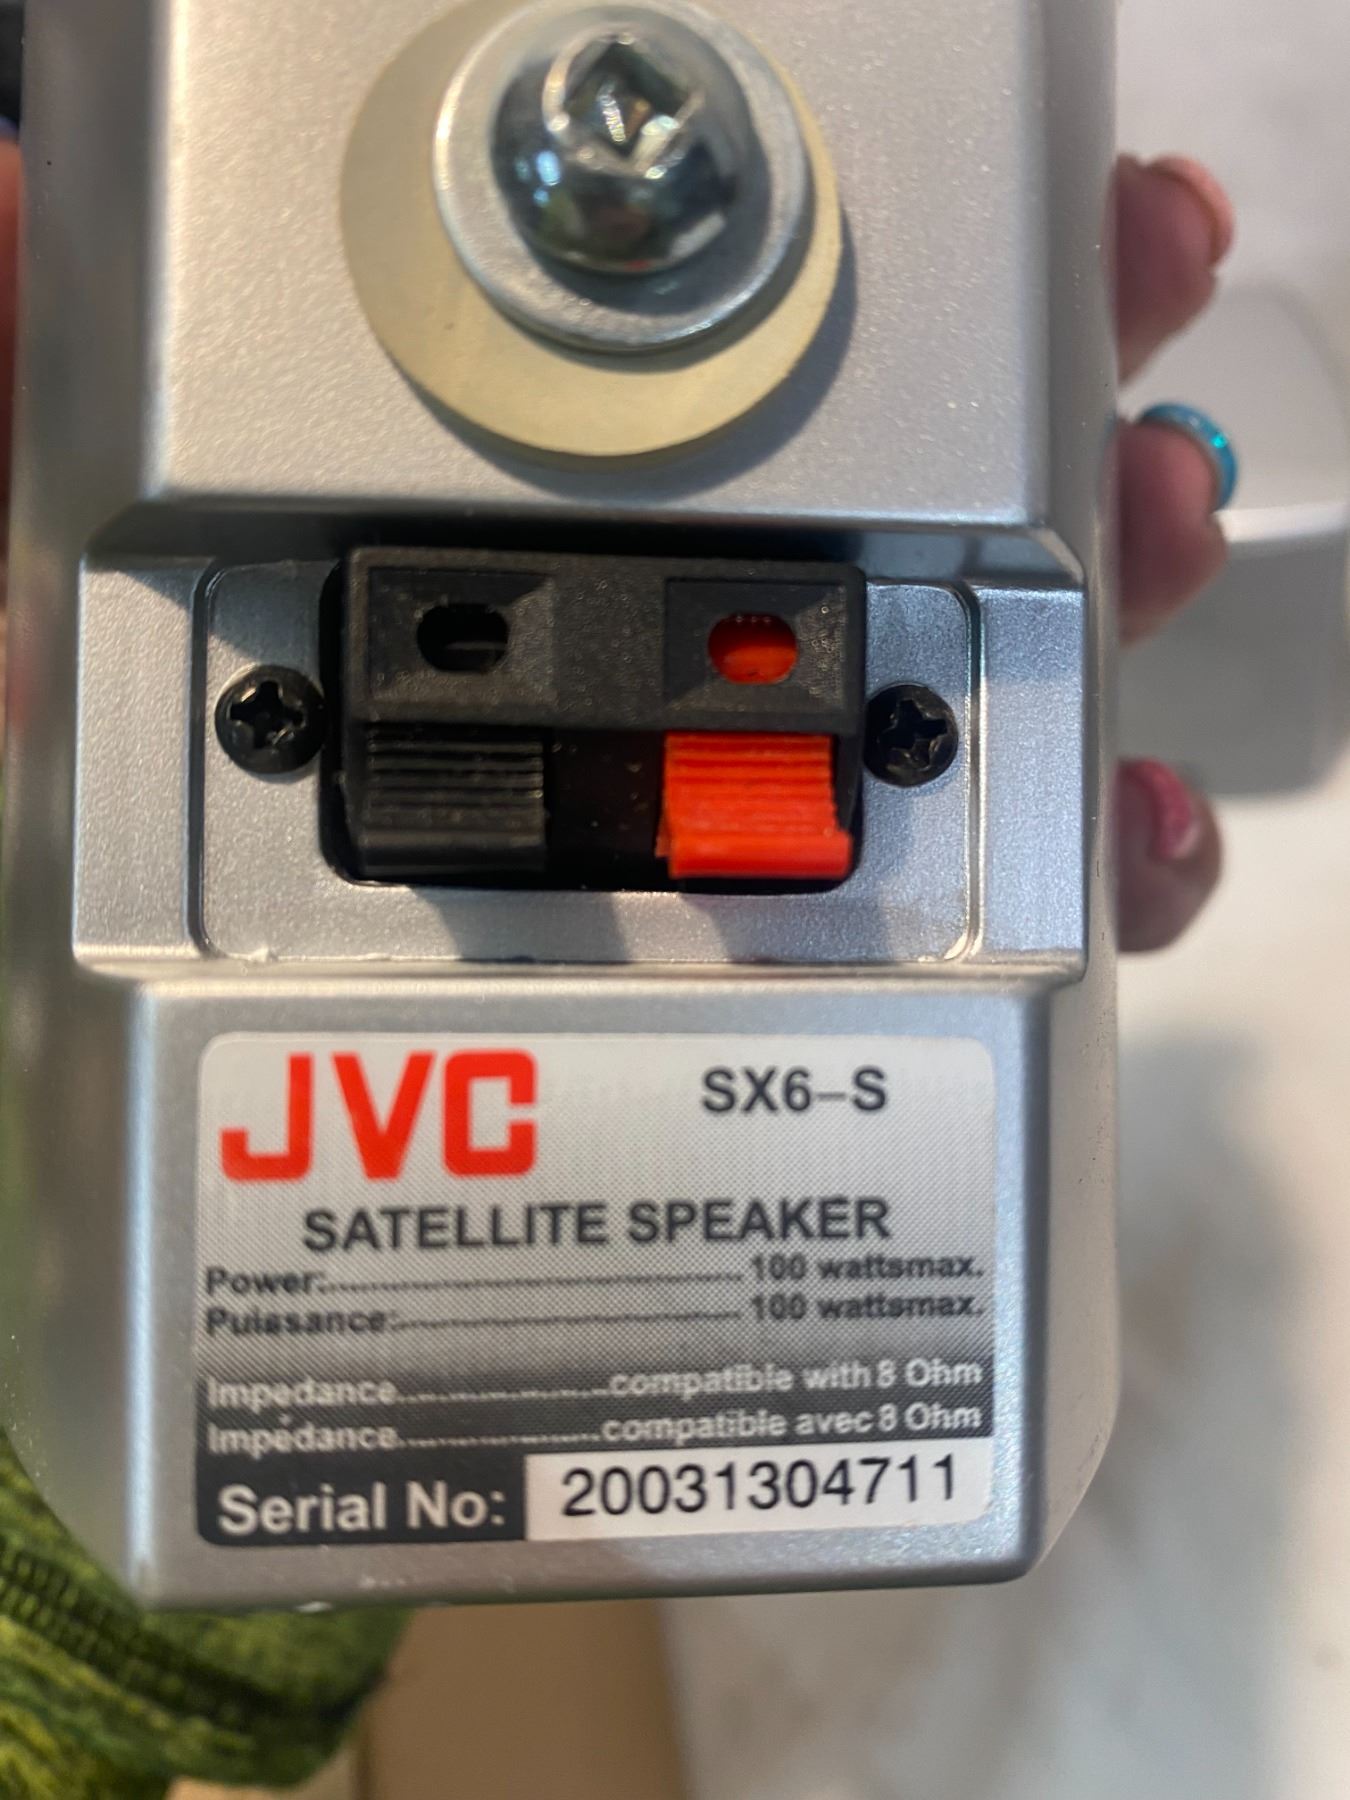 JVC SX6-S
SATELLITE SPEAKER
Power:............100 wattsmax.
Puissance:............100 wattsmax.
Impedance............compatible with 8 Ohm
Impédance............compatible avec 8 Ohm
Serial No: 20031304711